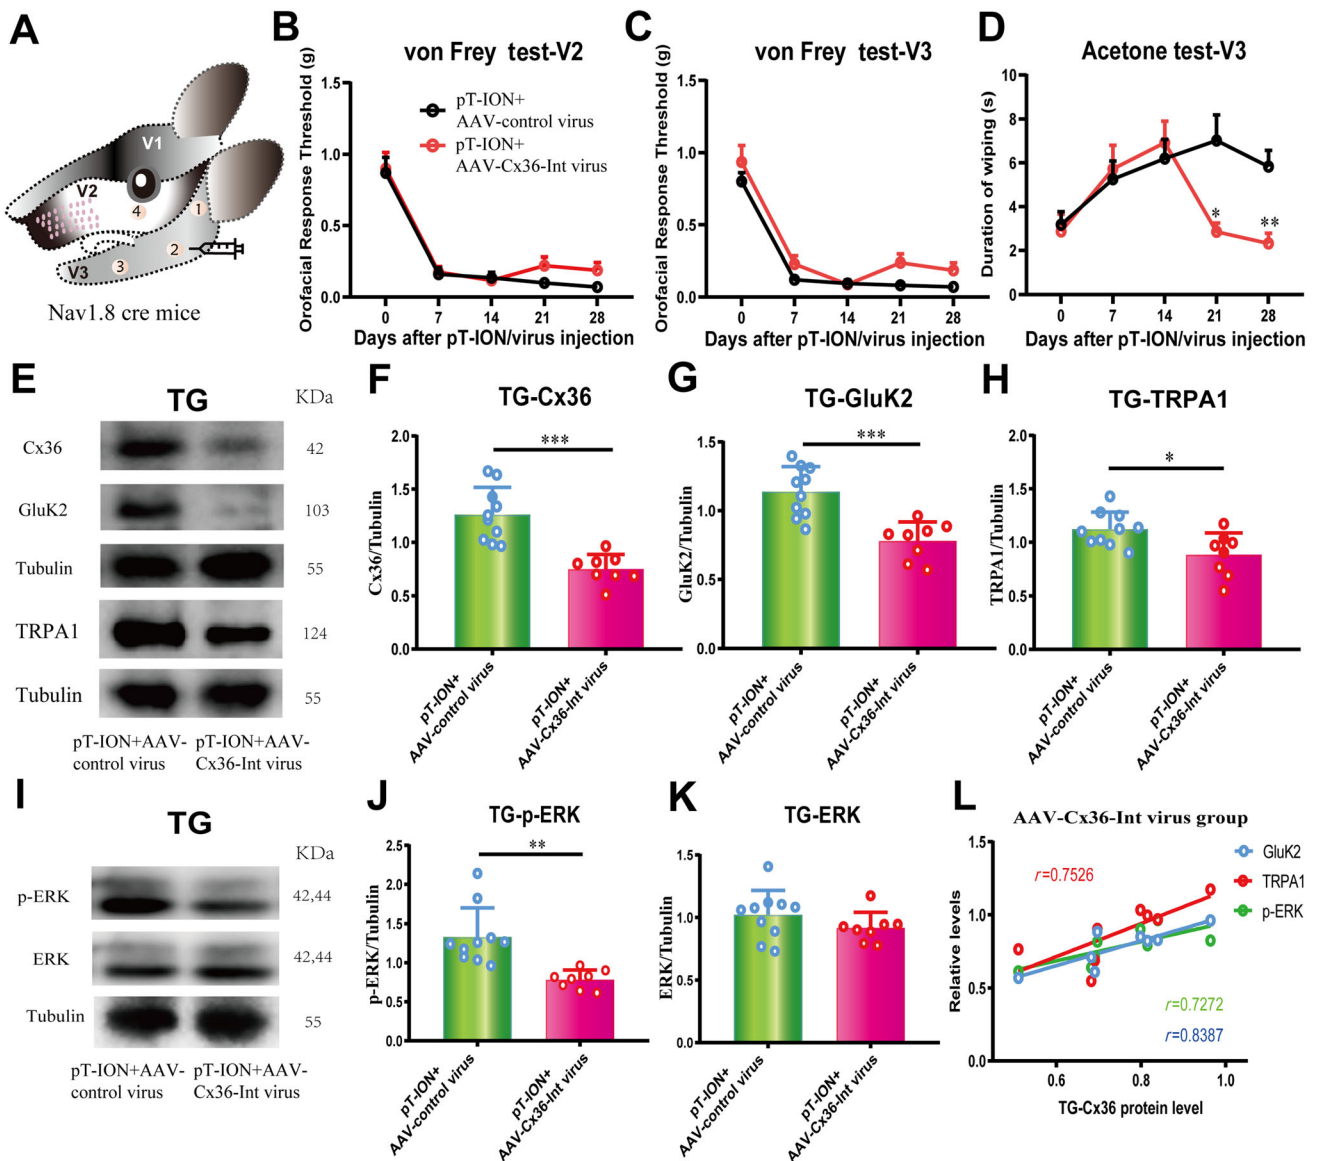 A
V1
V2
V3
1
2
3
4
Nav1.8 cre mice
B
von Frey test-V2
Orofacial Response Threshold (g)
1.5
1.0
0.5
0.0
pT-ION+
AAV-control virus
pT-ION+
AAV-Cx36-Int virus
0 7 14 21 28
Days after pT-ION/virus injection
C
von Frey test-V3
Orofacial Response Threshold (g)
1.5
1.0
0.5
0.0
0 7 14 21 28
Days after pT-ION/virus injection
D
Acetone test-V3
Duration of wiping (s)
10
8
6
4
2
0
*
**
0 7 14 21 28
Days after pT-ION/virus injection
E
TG
KDa
Cx36 42
GluK2 103
Tubulin 55
TRPA1 124
Tubulin 55
pT-ION+AAV- pT-ION+AAV-
control virus Cx36-Int virus
F
TG-Cx36
***
Cx36/Tubulin
2.0
1.5
1.0
0.5
0.0
pT-ION+
AAV-control virus
pT-ION+
AAV-Cx36-Int virus
G
TG-GluK2
***
GluK2/Tubulin
1.5
1.0
0.5
0.0
pT-ION+
AAV-control virus
pT-ION+
AAV-Cx36-Int virus
H
TG-TRPA1
*
TRPA1/Tubulin
2.0
1.5
1.0
0.5
0.0
pT-ION+
AAV-control virus
pT-ION+
AAV-Cx36-Int virus
I
TG
KDa
p-ERK 42,44
ERK 42,44
Tubulin 55
pT-ION+AAV- pT-ION+AAV-
control virus Cx36-Int virus
J
TG-p-ERK
**
p-ERK/Tubulin
2.5
2.0
1.5
1.0
0.5
0.0
pT-ION+
AAV-control virus
pT-ION+
AAV-Cx36-Int virus
K
TG-ERK
ERK/Tubulin
1.5
1.0
0.5
0.0
pT-ION+
AAV-control virus
pT-ION+
AAV-Cx36-Int virus
L
AAV-Cx36-Int virus group
Relative levels
1.5
1.0
0.5
0.0
r=0.7526
GluK2
TRPA1
p-ERK
r=0.7272
r=0.8387
0.6 0.8 1.0
TG-Cx36 protein level